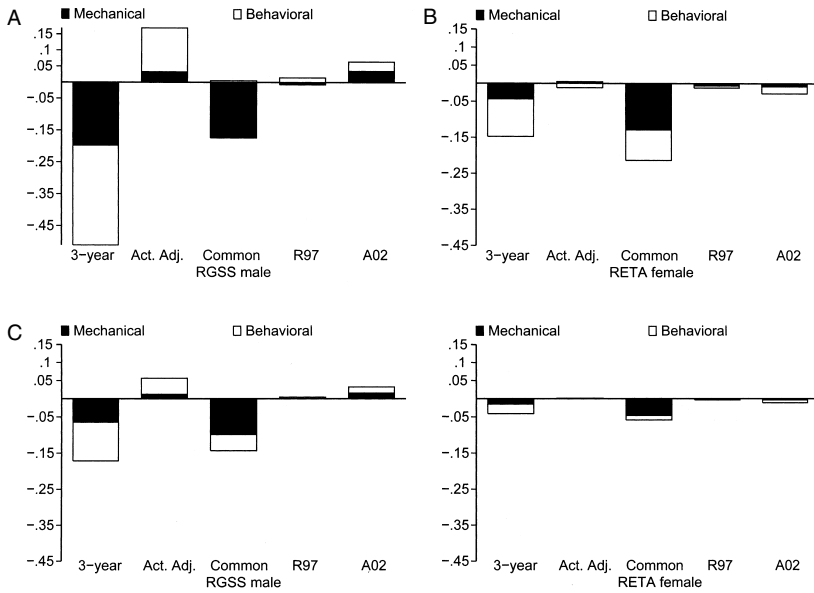 A
Mechanical Behavioral
.15
.1
.05
−.05
−.15
−.25
−.35
−.45
3−year Act. Adj. Common R97 A02
RGSS male
B
Mechanical Behavioral
.15
.1
.05
−.05
−.15
−.25
−.35
−.45
3−year Act. Adj. Common R97 A02
RETA female
C
Mechanical Behavioral
.15
.1
.05
−.05
−.15
−.25
−.35
−.45
3−year Act. Adj. Common R97 A02
RGSS male
Mechanical Behavioral
.15
.1
.05
−.05
−.15
−.25
−.35
−.45
3−year Act. Adj. Common R97 A02
RETA female